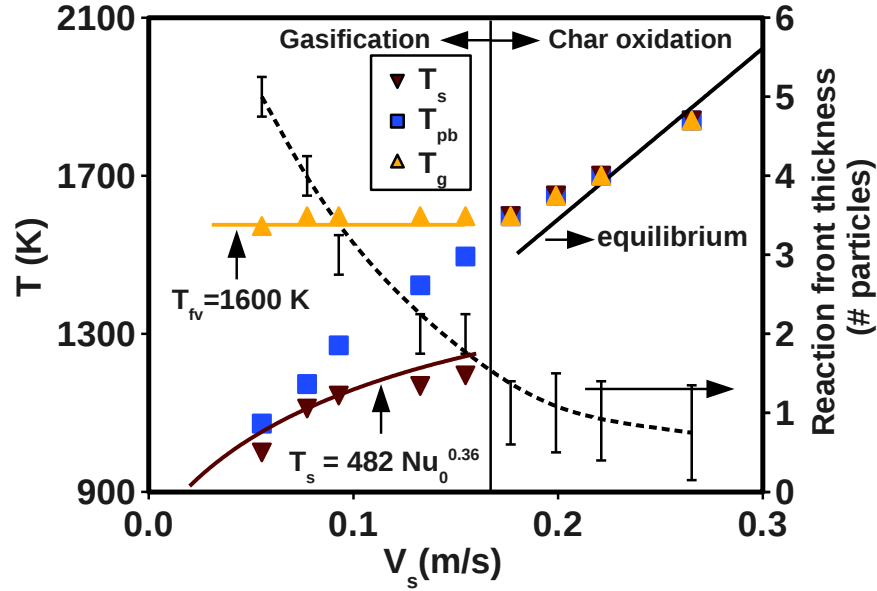 2100
1700
1300
900
T (K)
0.0
0.1
0.2
0.3
V_s(m/s)
6
5
4
3
2
1
0
Reaction front thickness
(# particles)
Gasification
Char oxidation
T_s
T_pb
T_g
equilibrium
T_fv=1600 K
T_s = 482 Nu_0^0.36